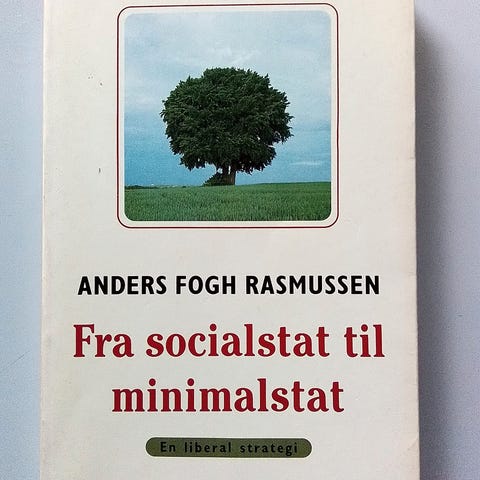 ANDERS FOGH RASMUSSEN
Fra socialstat til
minimalstat
En liberal strategi